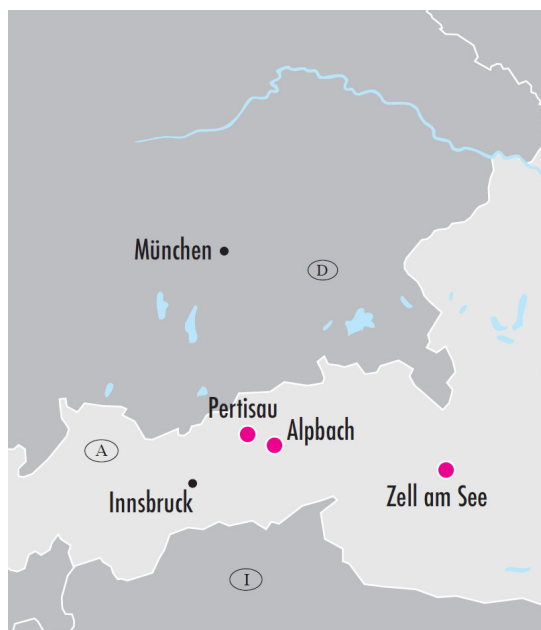 München
D
Pertisau
Alpbach
A
Zell am See
Innsbruck
I